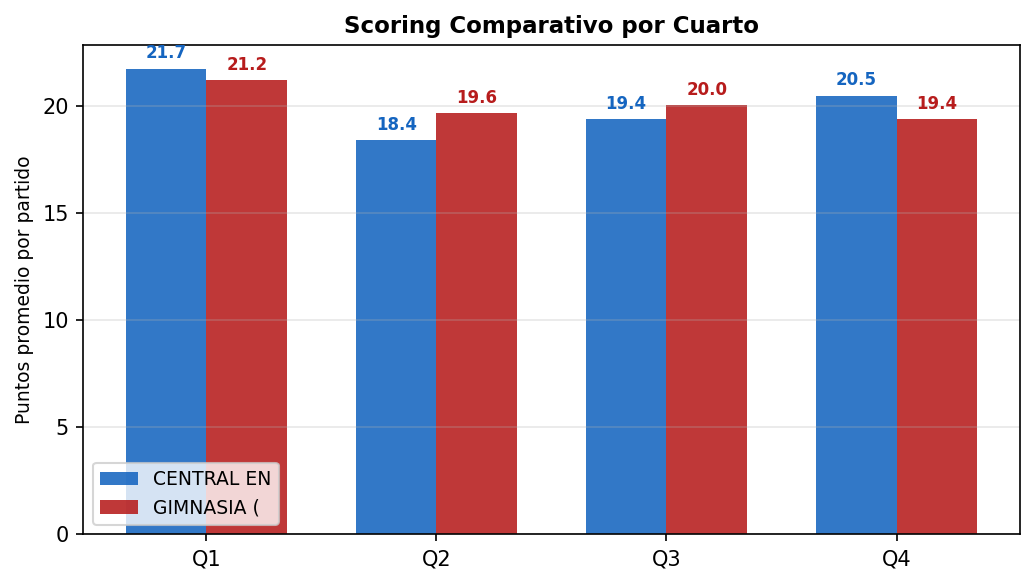 Scoring Comparativo por Cuarto
Puntos promedio por partido
20
15
10
5
0
21.7
21.2
18.4
19.6
19.4
20.0
20.5
19.4
CENTRAL EN
GIMNASIA (
Q1
Q2
Q3
Q4